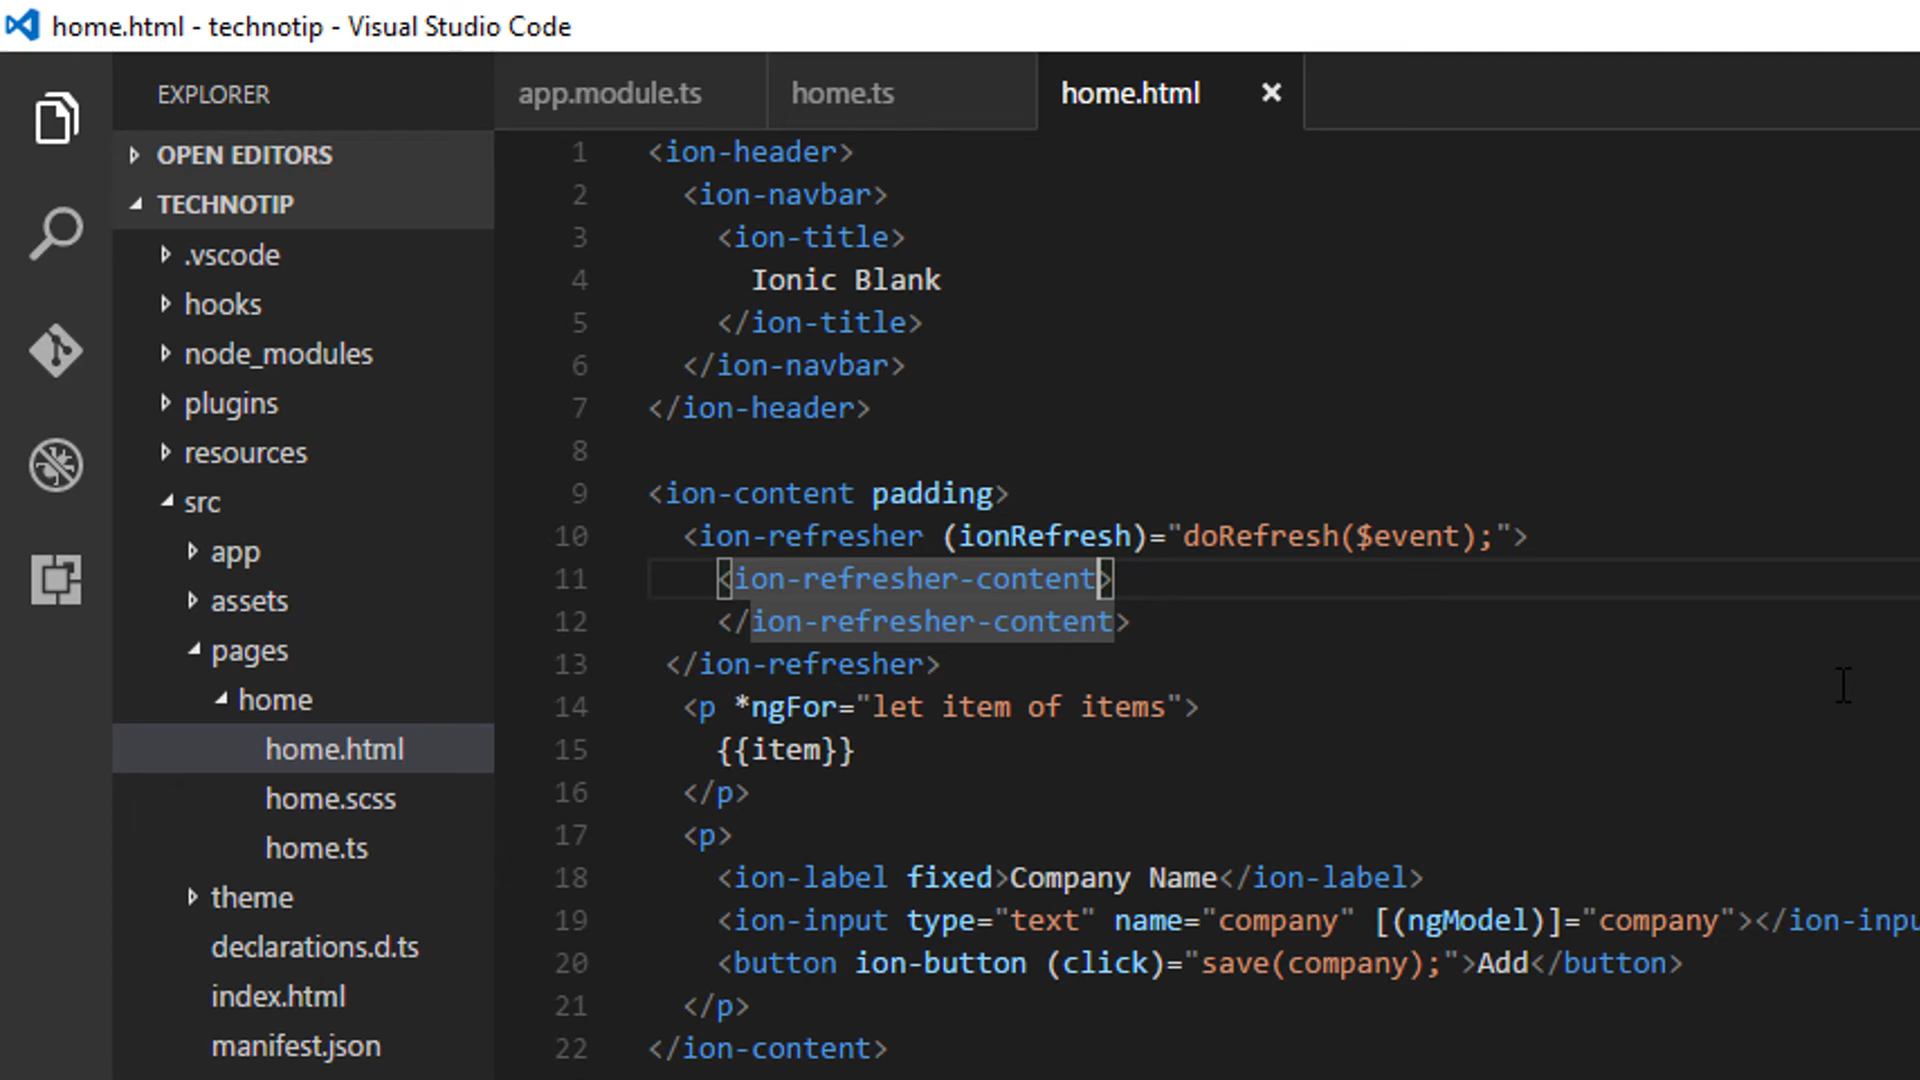 home.html - technotip - Visual Studio Code
EXPLORER
OPEN EDITORS
TECHNOTIP
.vscode
hooks
node_modules
plugins
resources
src
app
assets
pages
home
home.html
home.scss
home.ts
theme
declarations.d.ts
index.html
manifest.json
app.module.ts home.ts home.html
1 <ion-header>
2   <ion-navbar>
3     <ion-title>
4       Ionic Blank
5     </ion-title>
6   </ion-navbar>
7 </ion-header>
8
9 <ion-content padding>
10   <ion-refresher (ionRefresh)="doRefresh($event);">
11     <ion-refresher-content>
12     </ion-refresher-content>
13  </ion-refresher>
14   <p *ngFor="let item of items">
15     {{item}}
16   </p>
17   <p>
18     <ion-label fixed>Company Name</ion-label>
19     <ion-input type="text" name="company" [(ngModel)]="company"></ion-inpu
20     <button ion-button (click)="save(company);">Add</button>
21   </p>
22 </ion-content>